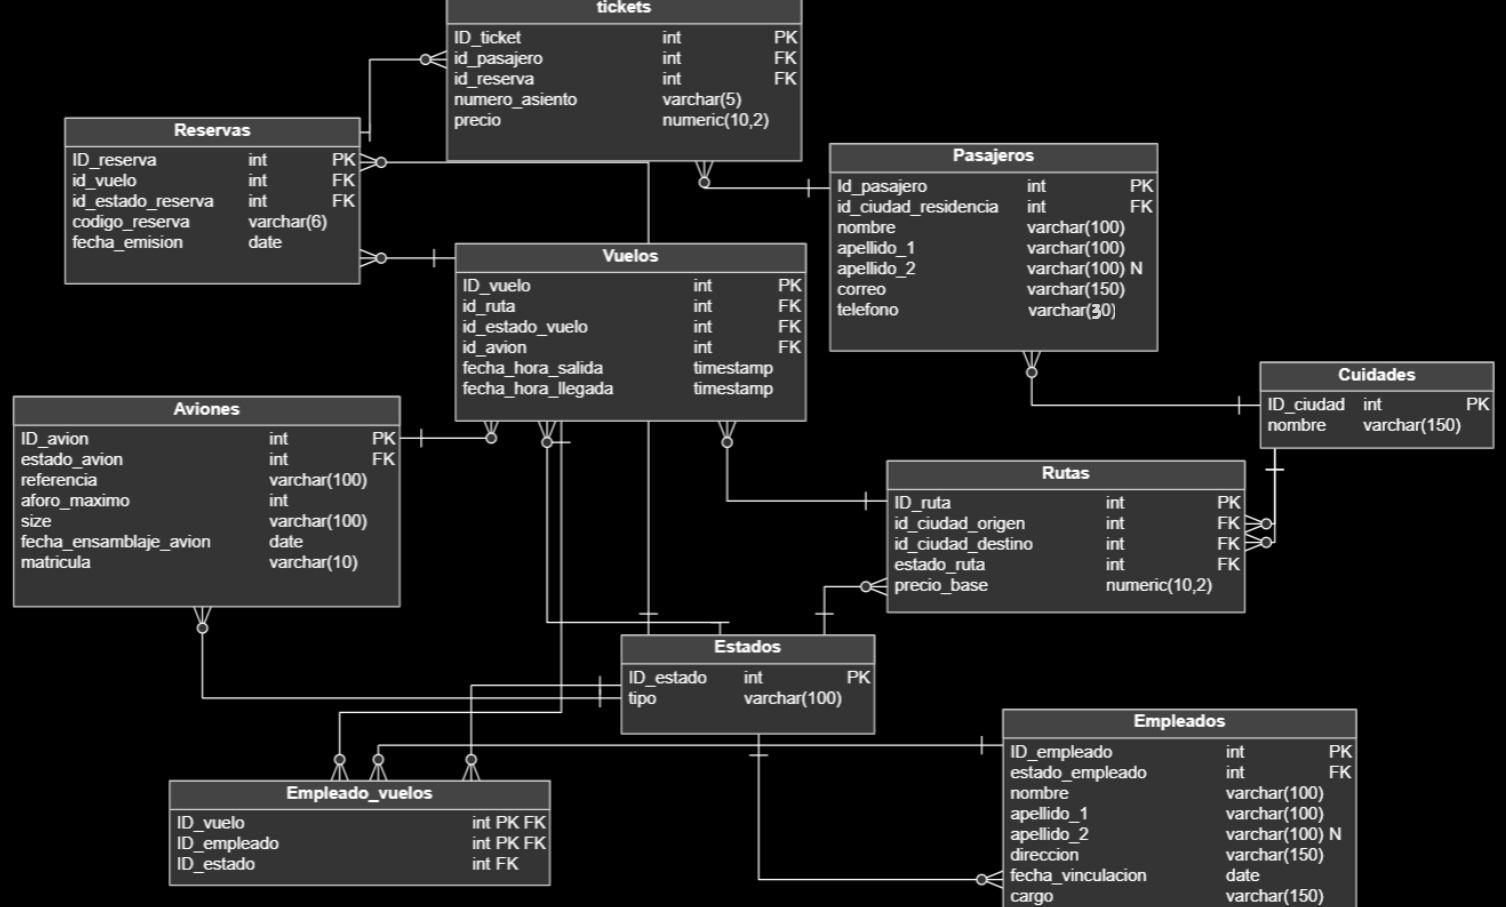 tickets
ID_ticket int PK
id_pasajero int FK
id_reserva int FK
numero_asiento varchar(5)
precio numeric(10,2)
Reservas
ID_reserva int PK
id_vuelo int FK
id_estado_reserva int FK
codigo_reserva varchar(6)
fecha_emision date
Pasajeros
Id_pasajero int PK
id_ciudad_residencia int FK
nombre varchar(100)
apellido_1 varchar(100)
apellido_2 varchar(100) N
correo varchar(150)
telefono varchar(30)
Vuelos
ID_vuelo int PK
id_ruta int FK
id_estado_vuelo int FK
id_avion int FK
fecha_hora_salida timestamp
fecha_hora_llegada timestamp
Cuidades
ID_ciudad int PK
nombre varchar(150)
Aviones
ID_avion int PK
estado_avion int FK
referencia varchar(100)
aforo_maximo int
size varchar(100)
fecha_ensamblaje_avion date
matricula varchar(10)
Rutas
ID_ruta int PK
id_ciudad_origen int FK
id_ciudad_destino int FK
estado_ruta int FK
precio_base numeric(10,2)
Estados
ID_estado int PK
tipo varchar(100)
Empleados
ID_empleado int PK
estado_empleado int FK
nombre varchar(100)
apellido_1 varchar(100)
apellido_2 varchar(100) N
direccion varchar(150)
fecha_vinculacion date
cargo varchar(150)
Empleado_vuelos
ID_vuelo int PK FK
ID_empleado int PK FK
ID_estado int FK